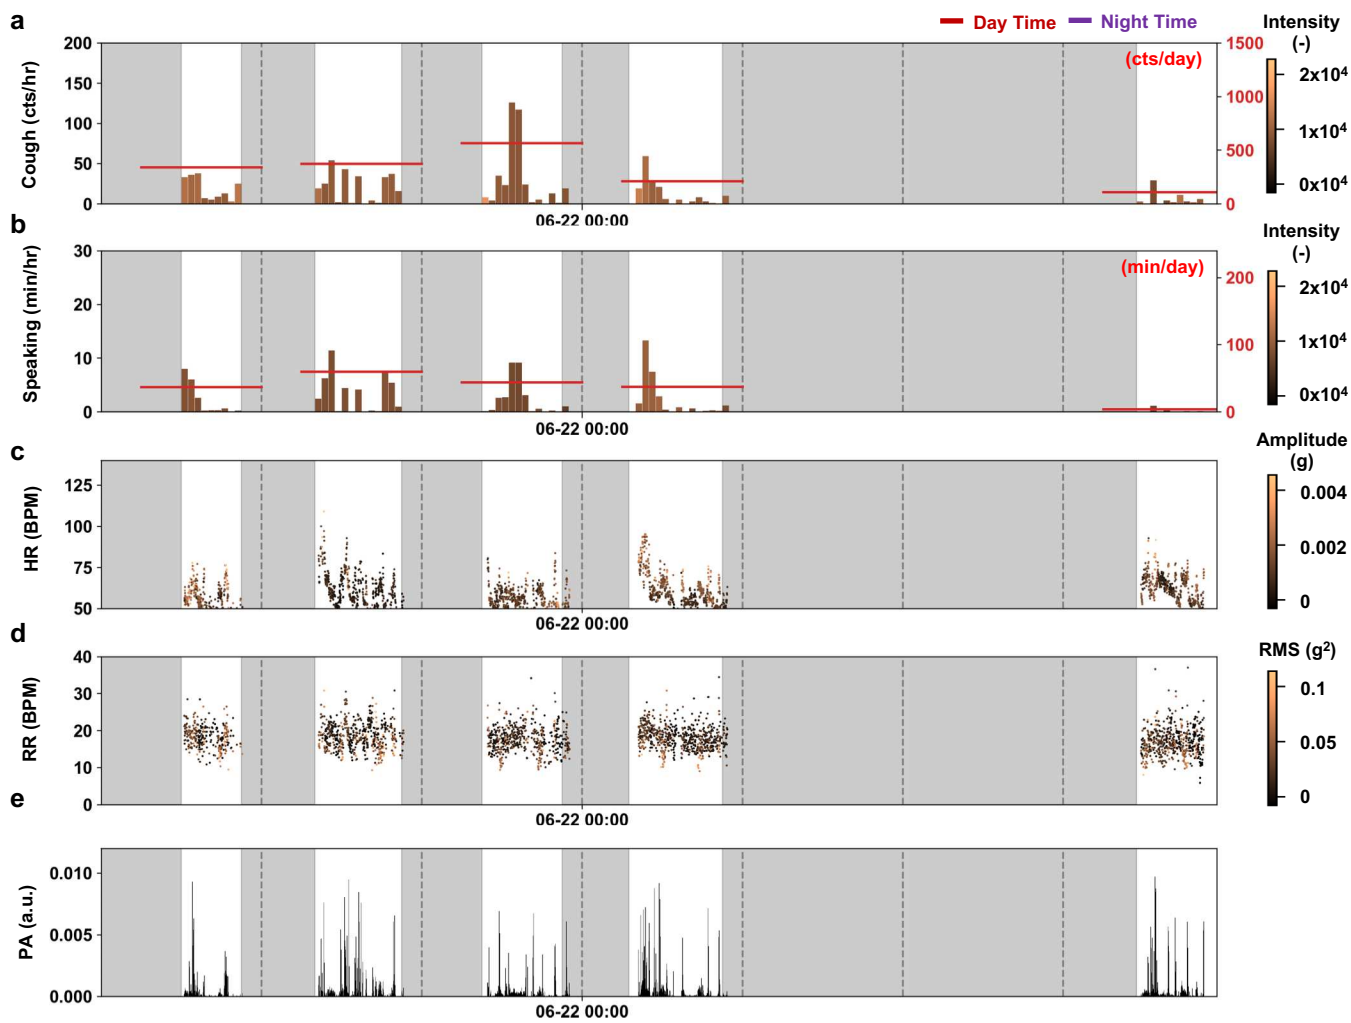 a
Day Time
Night Time
Intensity
(-)
200
150
100
50
0
Cough (cts/hr)
(cts/day)
1500
1000
500
0
2x10⁴
1x10⁴
0x10⁴
06-22 00:00
b
Intensity
(-)
30
20
10
0
Speaking (min/hr)
(min/day)
200
100
0
2x10⁴
1x10⁴
0x10⁴
06-22 00:00
c
Amplitude
(g)
125
100
75
50
HR (BPM)
0.004
0.002
0
06-22 00:00
d
RMS (g²)
40
30
20
10
0
RR (BPM)
0.1
0.05
0
06-22 00:00
e
0.010
0.005
0.000
PA (a.u.)
06-22 00:00